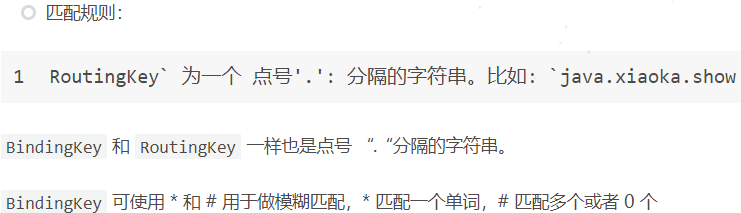 匹配规则：
1 RoutingKey` 为一个 点号'.'：分隔的字符串。比如: `java.xiaoka.show
BindingKey 和 RoutingKey 一样也是点号 “.“分隔的字符串。
BindingKey 可使用 * 和 # 用于做模糊匹配，* 匹配一个单词，# 匹配多个或者 0 个